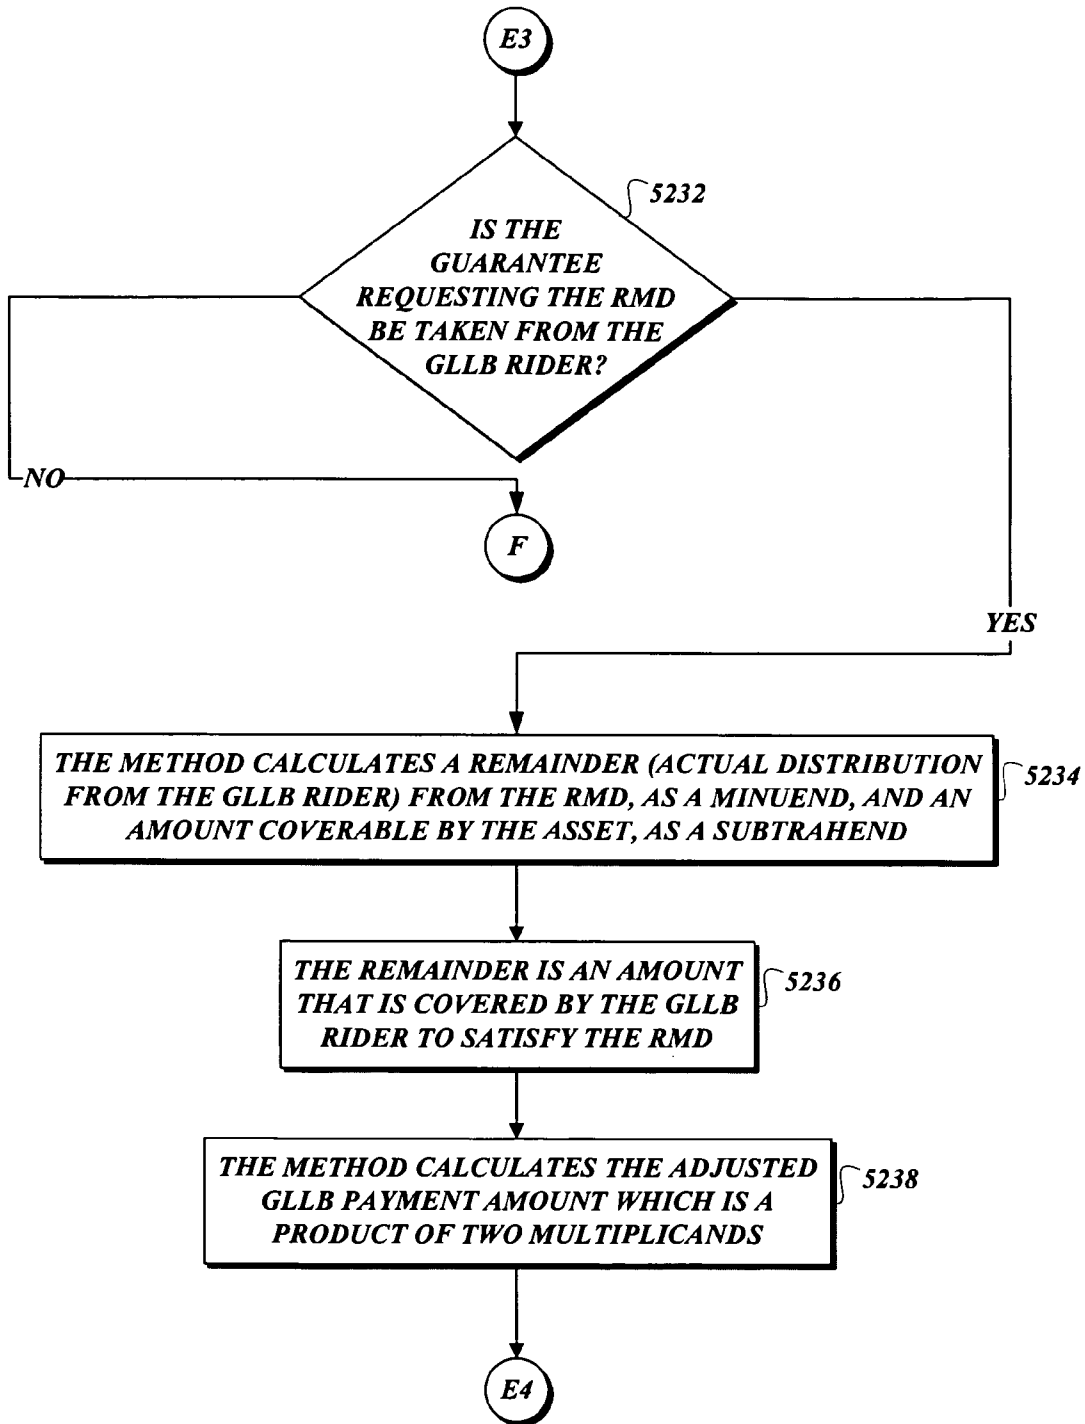 E3
5232
IS THE
GUARANTEE
REQUESTING THE RMD
BE TAKEN FROM THE
GLLB RIDER?
NO
F
YES
THE METHOD CALCULATES A REMAINDER (ACTUAL DISTRIBUTION
FROM THE GLLB RIDER) FROM THE RMD, AS A MINUEND, AND AN
AMOUNT COVERABLE BY THE ASSET, AS A SUBTRAHEND
5234
THE REMAINDER IS AN AMOUNT
THAT IS COVERED BY THE GLLB
RIDER TO SATISFY THE RMD
5236
THE METHOD CALCULATES THE ADJUSTED
GLLB PAYMENT AMOUNT WHICH IS A
PRODUCT OF TWO MULTIPLICANDS
5238
E4